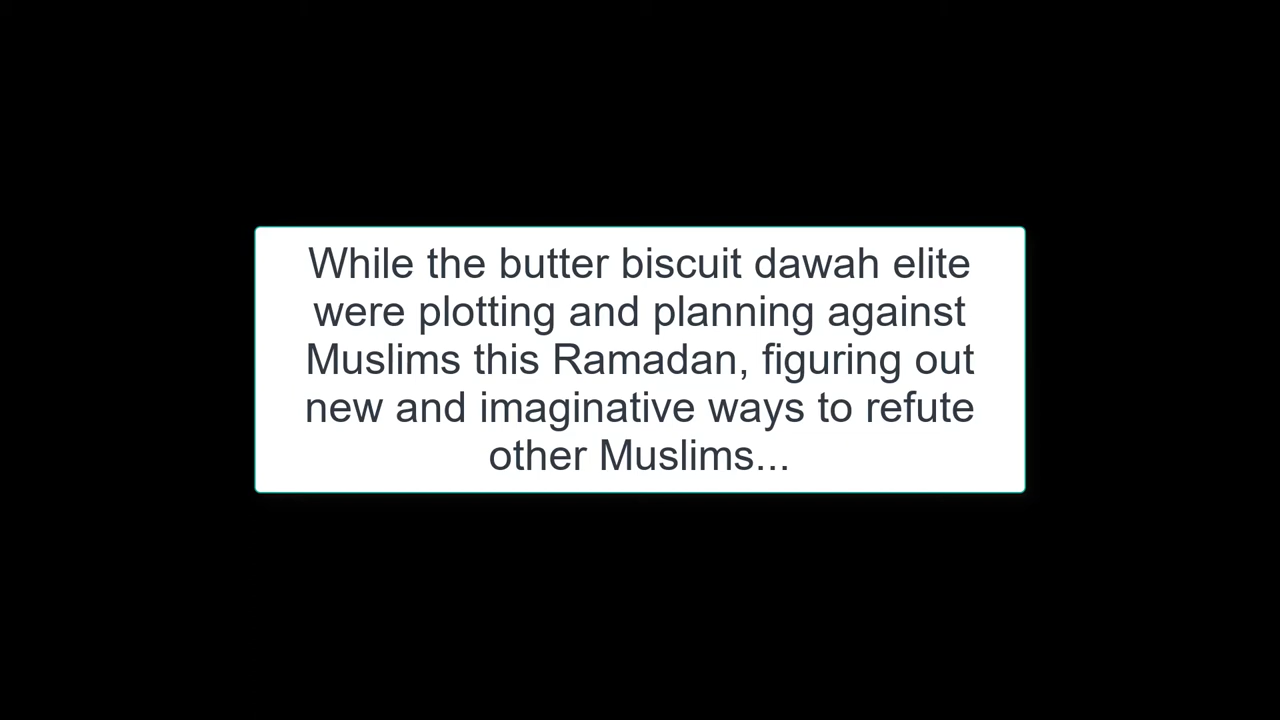 While the butter biscuit dawah elite
were plotting and planning against
Muslims this Ramadan, figuring out
new and imaginative ways to refute
other Muslims...